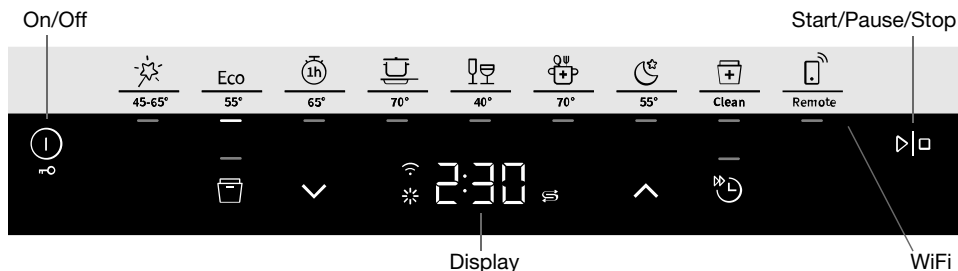 On/Off Start/Pause/Stop
Eco 1h
45-65° 55° 65° 70° 40° 70° 55° Clean Remote
2:30
Display WiFi